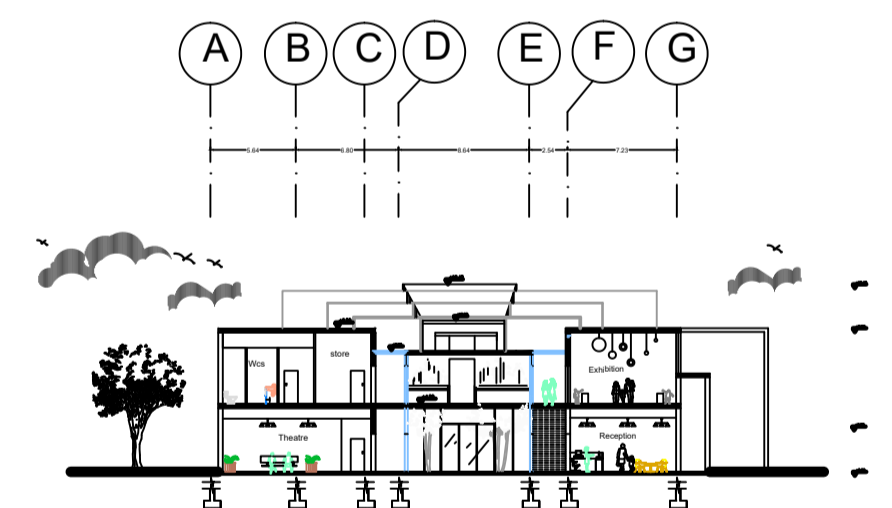 A B C D E F G
5.64 6.80 8.64 2.54 7.23
Wcs
store
Exhibition
Theatre
Reception